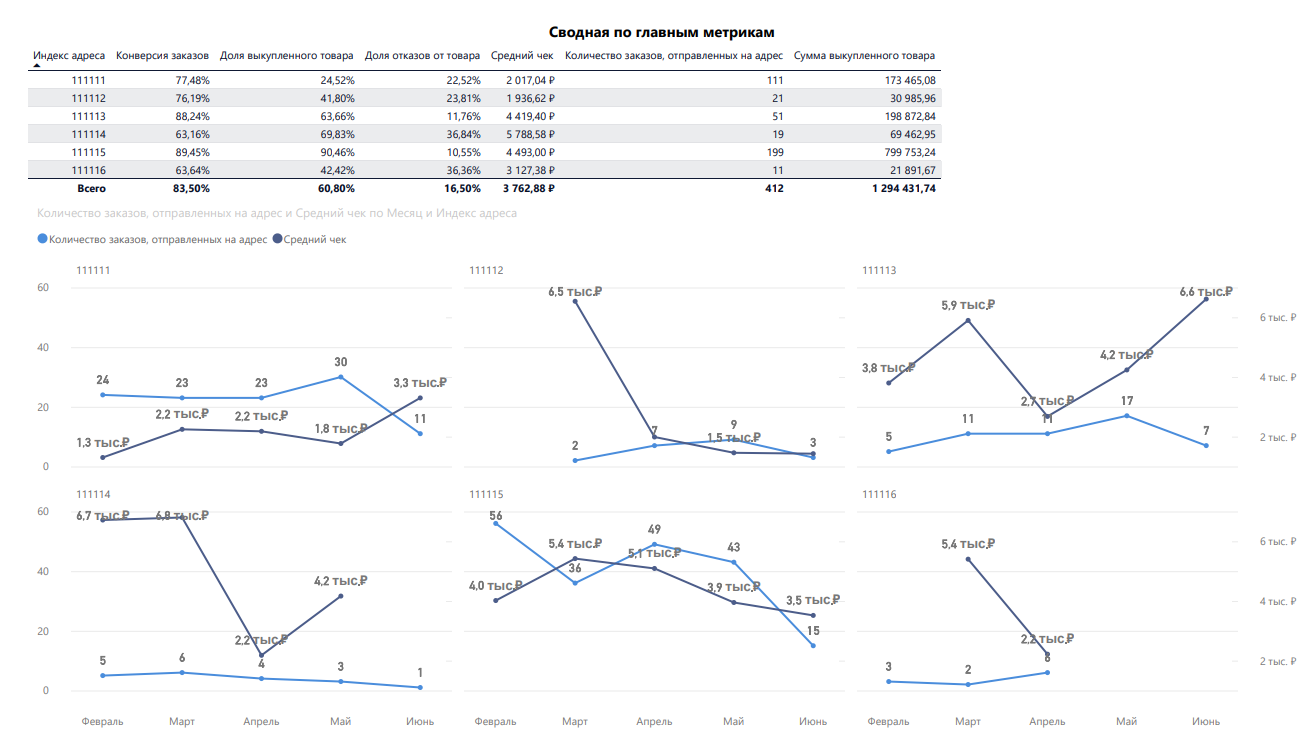 Сводная по главным метрикам
Индекс адреса Конверсия заказов Доля выкупленного товара Доля отказов от товара Средний чек Количество заказов, отправленных на адрес Сумма выкупленного товара
111111 77,48% 24,52% 22,52% 2 017,04 ₽ 111 173 465,08
111112 76,19% 41,80% 23,81% 1 936,62 ₽ 21 30 985,96
111113 88,24% 63,66% 11,76% 4 419,40 ₽ 51 198 872,84
111114 63,16% 69,83% 36,84% 5 788,58 ₽ 19 69 462,95
111115 89,45% 90,46% 10,55% 4 493,00 ₽ 199 799 753,24
111116 63,64% 42,42% 36,36% 3 127,38 ₽ 11 21 891,67
Всего 83,50% 60,80% 16,50% 3 762,88 ₽ 412 1 294 431,74
Количество заказов, отправленных на адрес и Средний чек по Месяц и Индекс адреса
Количество заказов, отправленных на адрес Средний чек
111111 111112 111113
60 6,5 тыс.₽ 6,6 тыс.₽
5,9 тыс.₽ 6 тыс. ₽
40 30 4,2 тыс.₽
24 23 23 3,3 тыс.₽ 3,8 тыс.₽ 4 тыс. ₽
20 2,2 тыс.₽ 2,2 тыс.₽ 1,8 тыс.₽ 11 2,7 тыс.₽ 17
1,3 тыс.₽ 2 7 9 1,5 тыс.₽ 3 5 11 11 7 2 тыс. ₽
0
111114 111115 111116
60 6,7 тыс.₽ 6,8 тыс.₽ 56
5,4 тыс.₽ 49 5,1 тыс.₽ 43 5,4 тыс.₽ 6 тыс. ₽
40 4,2 тыс.₽ 4,0 тыс.₽ 36 3,9 тыс.₽ 3,5 тыс.₽ 4 тыс. ₽
20 2,2 тыс.₽ 15 2,2 тыс.₽
5 6 4 3 1 3 2 6 2 тыс. ₽
0
Февраль Март Апрель Май Июнь Февраль Март Апрель Май Июнь Февраль Март Апрель Май Июнь